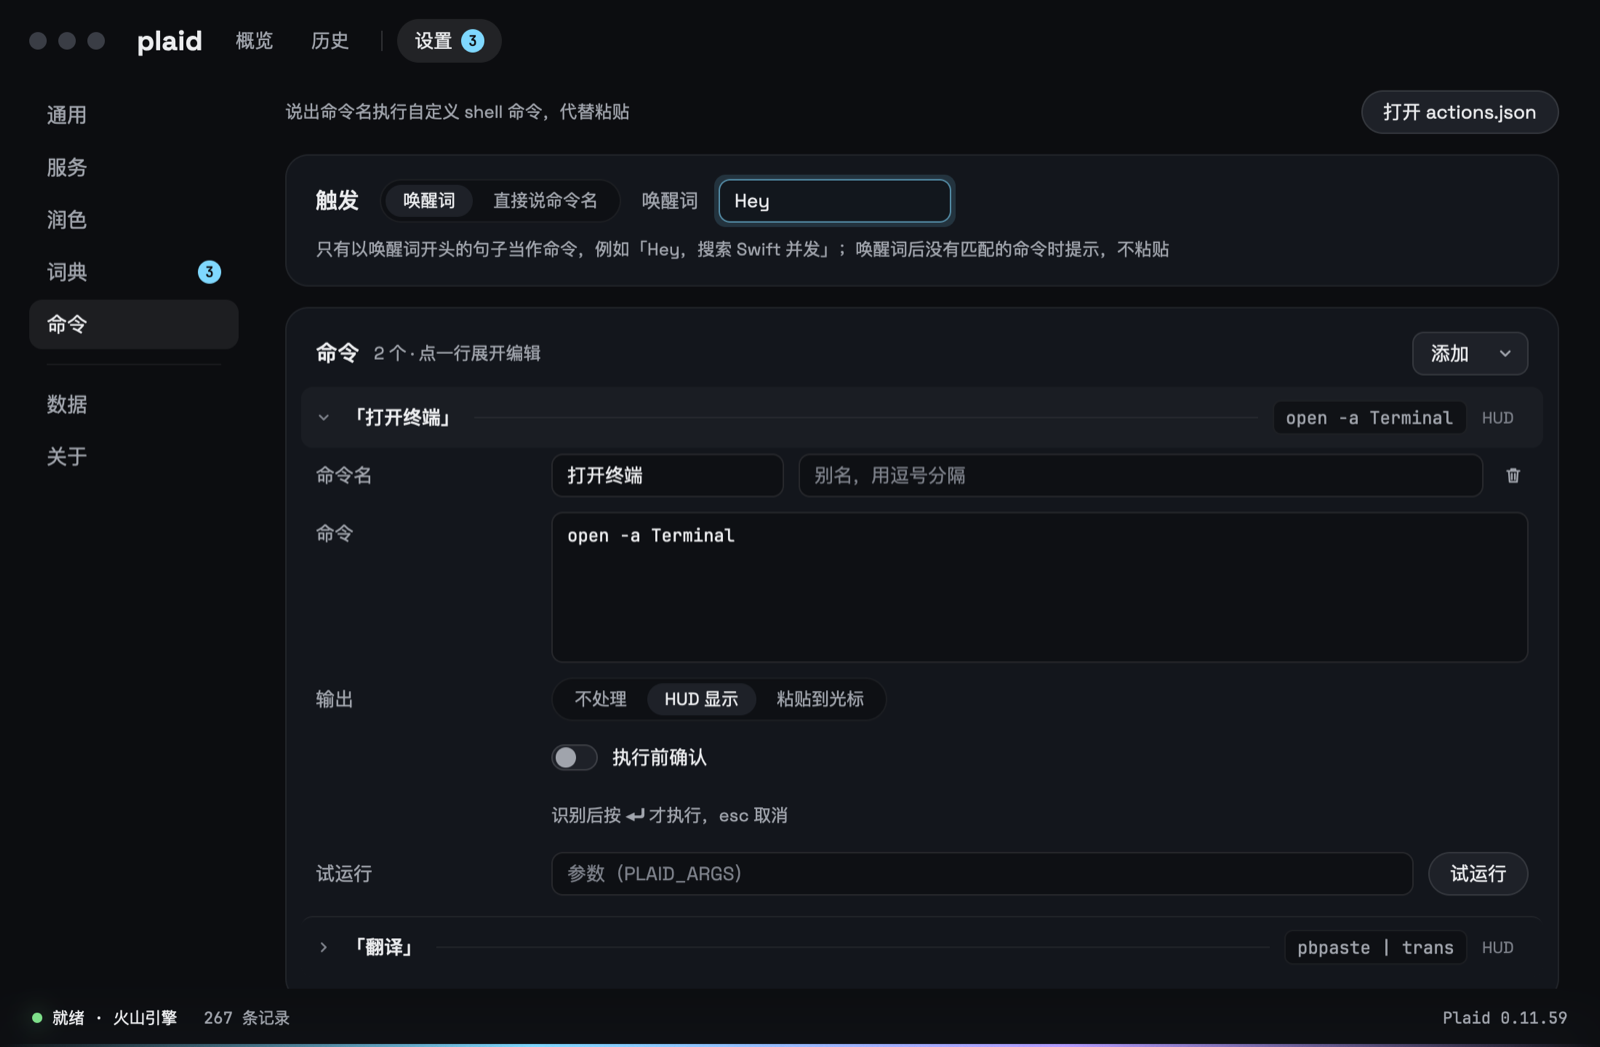 plaid 概览 历史 设置 3
通用
服务
润色
词典 3
命令
数据
关于
说出命令名执行自定义 shell 命令，代替粘贴
打开 actions.json
触发 唤醒词 直接说命令名 唤醒词 Hey
只有以唤醒词开头的句子当作命令，例如「Hey，搜索 Swift 并发」；唤醒词后没有匹配的命令时提示，不粘贴
命令 2 个 · 点一行展开编辑 添加
「打开终端」 open -a Terminal HUD
命令名 打开终端 别名，用逗号分隔
命令 open -a Terminal
输出 不处理 HUD 显示 粘贴到光标
执行前确认
识别后按 ↩ 才执行，esc 取消
试运行 参数（PLAID_ARGS） 试运行
「翻译」 pbpaste | trans HUD
就绪 · 火山引擎 267 条记录 Plaid 0.11.59